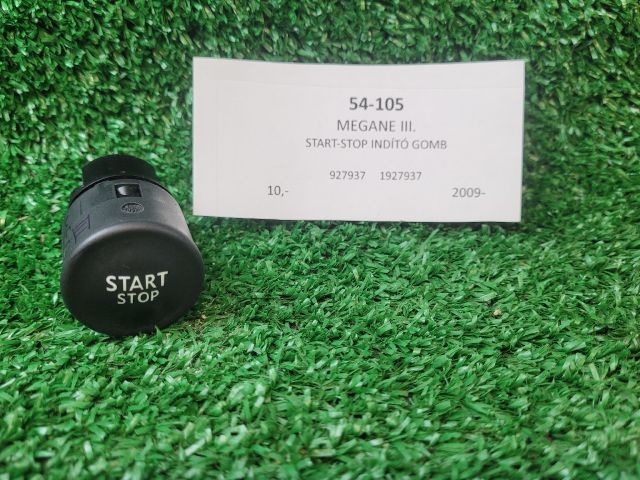 54-105
MEGANE III.
START-STOP INDÍTÓ GOMB
927937 1927937
10,- 2009-
START
STOP